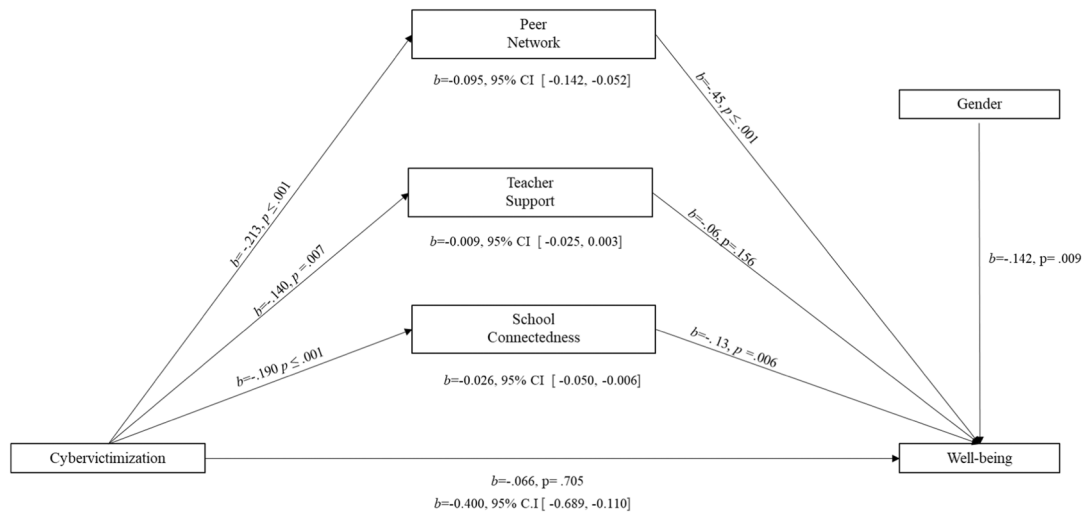 Peer
Network
b=-0.095, 95% CI [ -0.142, -0.052]
b=-.45, p ≤ .001
Gender
b= -.213, p ≤ .001
Teacher
Support
b=-0.009, 95% CI [ -0.025, 0.003]
b=-.06, p=.156
b=-.142, p= .009
b=-.140, p =.007
School
Connectedness
b=-0.026, 95% CI [ -0.050, -0.006]
b=-. 13, p =.006
b=-.190 p ≤ .001
Cybervictimization
Well-being
b=-.066, p= .705
b=-0.400, 95% C.I [ -0.689, -0.110]